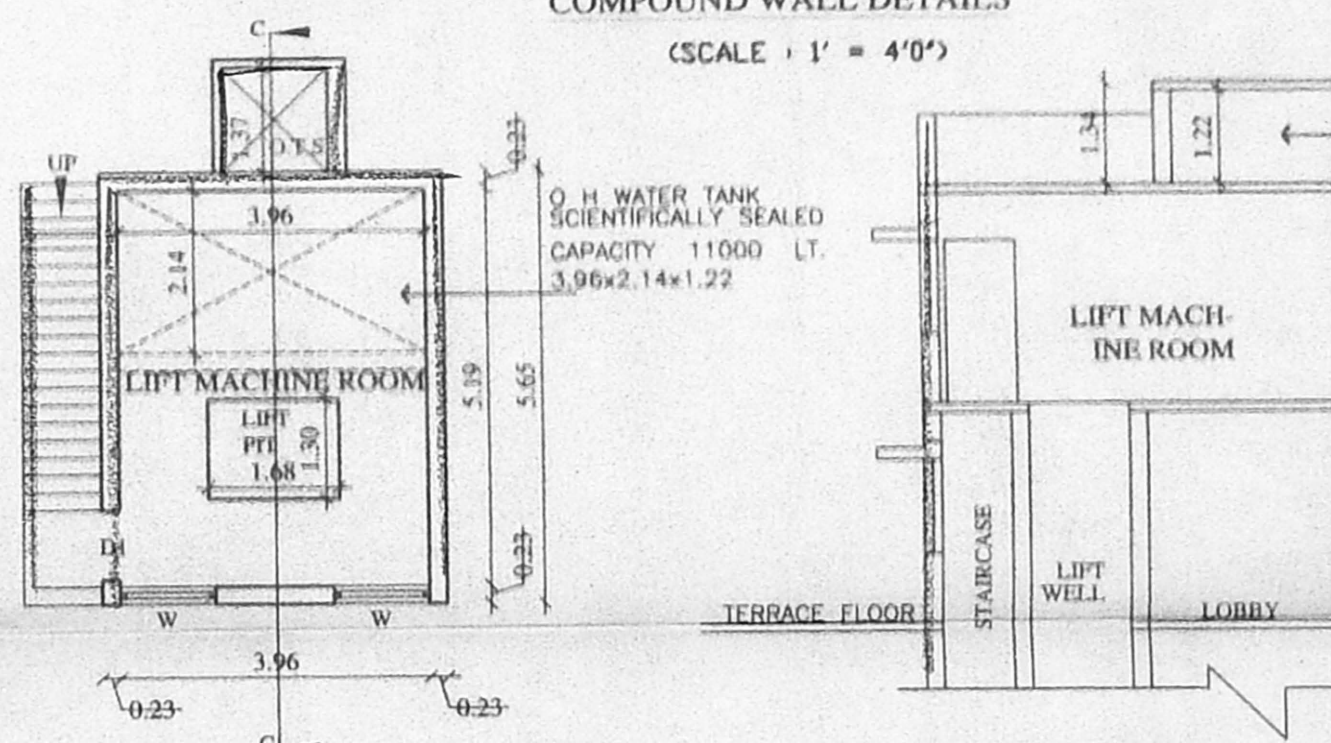 COMPOUND WALL DETAILS
(SCALE : 1' = 4'0")
C
UP
1.37
O.T.S
3.96
2.14
LIFT MACHINE ROOM
LIFT
PIT
1.30
1.68
D1
W
W
3.96
0.23
0.23
C
0.23
5.19
5.65
0.23
O H WATER TANK
SCIENTIFICALLY SEALED
CAPACITY 11000 LT.
3.96x2.14x1.22
1.34
1.22
LIFT MACH-
INE ROOM
STAIRCASE
LIFT
WELL
TERRACE FLOOR
LOBBY